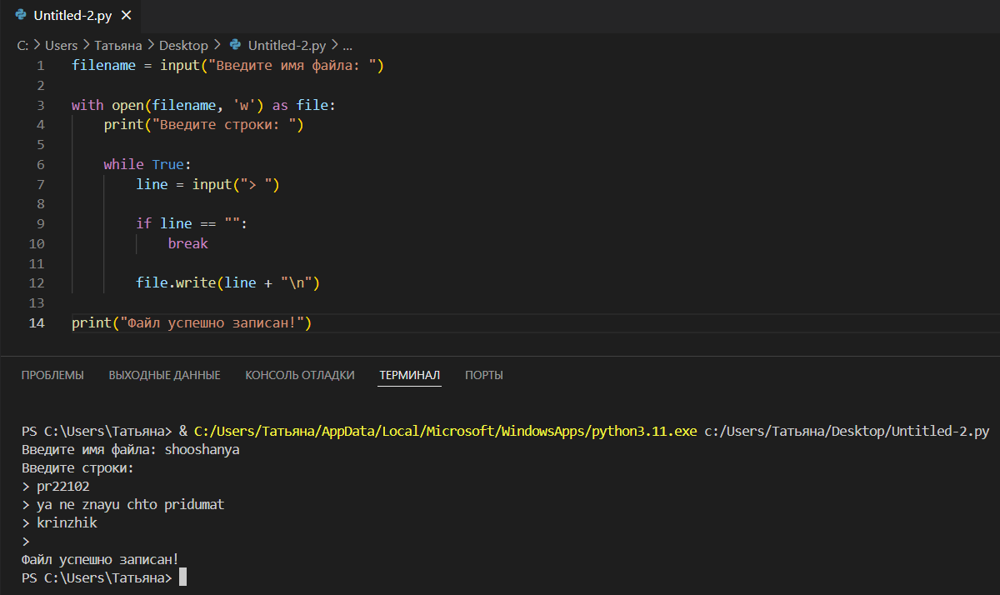 Untitled-2.py
C: > Users > Татьяна > Desktop > Untitled-2.py > ...
1 filename = input("Введите имя файла: ")
2
3 with open(filename, 'w') as file:
4     print("Введите строки: ")
5
6     while True:
7         line = input("> ")
8
9         if line == "":
10             break
11
12         file.write(line + "\n")
13
14 print("Файл успешно записан!")
ПРОБЛЕМЫ ВЫХОДНЫЕ ДАННЫЕ КОНСОЛЬ ОТЛАДКИ ТЕРМИНАЛ ПОРТЫ
PS C:\Users\Татьяна> & C:/Users/Татьяна/AppData/Local/Microsoft/WindowsApps/python3.11.exe c:/Users/Татьяна/Desktop/Untitled-2.py
Введите имя файла: shooshanya
Введите строки:
> pr22102
> ya ne znayu chto pridumat
> krinzhik
>
Файл успешно записан!
PS C:\Users\Татьяна>